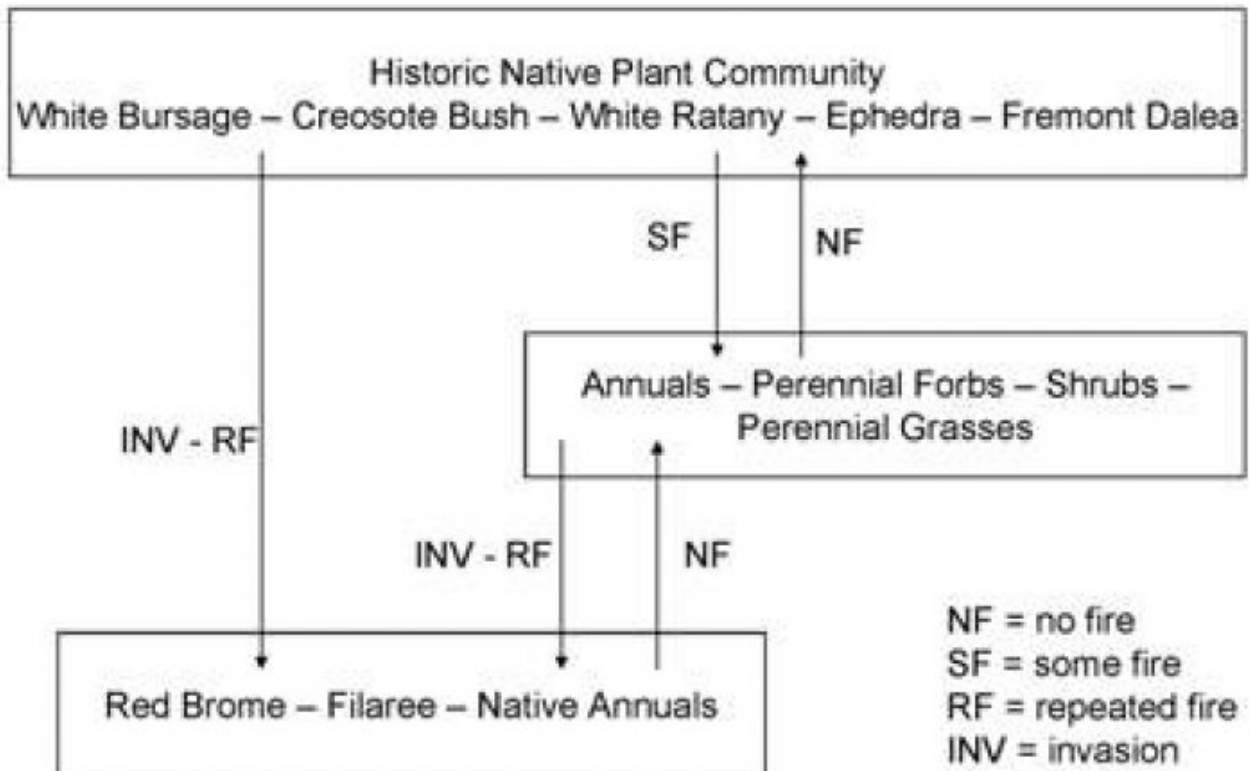 Historic Native Plant Community
White Bursage – Creosote Bush – White Ratany – Ephedra – Fremont Dalea
SF
NF
Annuals – Perennial Forbs – Shrubs –
Perennial Grasses
INV - RF
INV - RF
NF
Red Brome – Filaree – Native Annuals
NF = no fire
SF = some fire
RF = repeated fire
INV = invasion